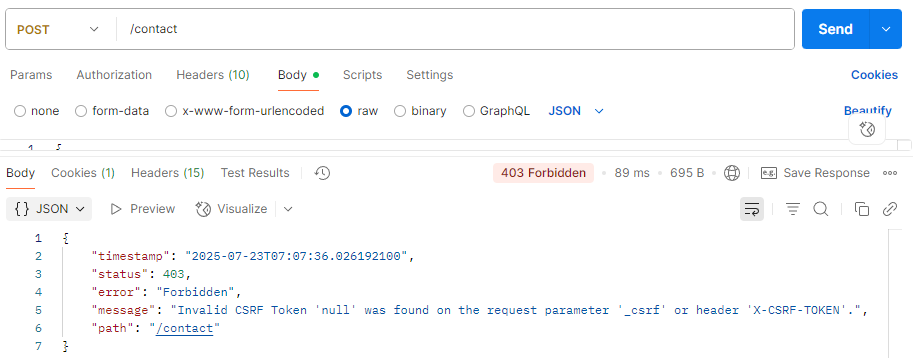 POST /contact Send
Params Authorization Headers (10) Body Scripts Settings Cookies
none form-data x-www-form-urlencoded raw binary GraphQL JSON Beautify
1 {
Body Cookies (1) Headers (15) Test Results 403 Forbidden • 89 ms • 695 B • e.g. Save Response
{} JSON Preview Visualize
1 {
2 "timestamp": "2025-07-23T07:07:36.026192100",
3 "status": 403,
4 "error": "Forbidden",
5 "message": "Invalid CSRF Token 'null' was found on the request parameter '_csrf' or header 'X-CSRF-TOKEN'.",
6 "path": "/contact"
7 }